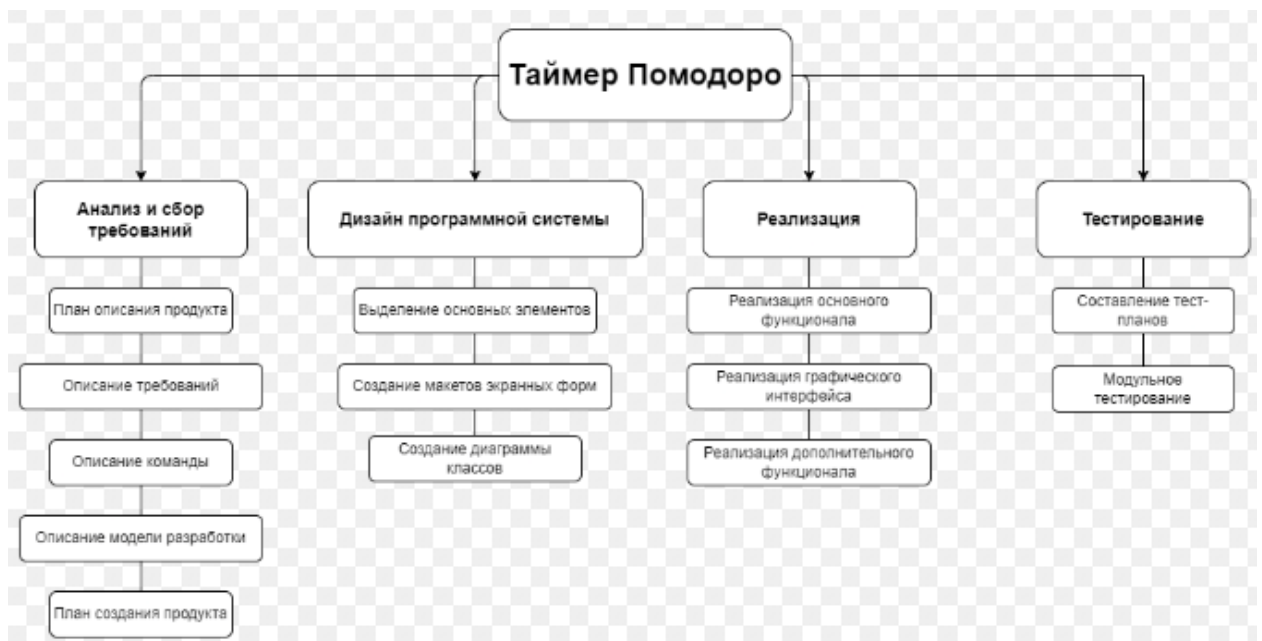 Таймер Помодоро
Анализ и сбор
требований
План описания продукта
Описание требований
Описание команды
Описание модели разработки
План создания продукта
Дизайн программной системы
Выделение основных элементов
Создание макетов экранных форм
Создание диаграммы
классов
Реализация
Реализация основного
функционала
Реализация графического
интерфейса
Реализация дополнительного
функционала
Тестирование
Составление тест-
планов
Модульное
тестирование